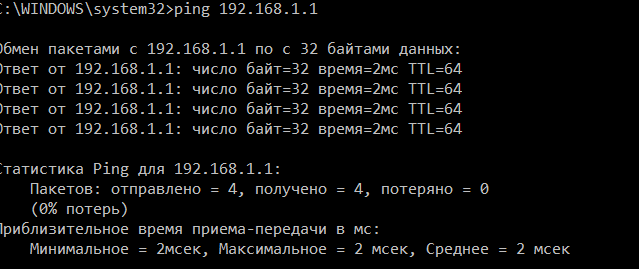 C:\WINDOWS\system32>ping 192.168.1.1
Обмен пакетами с 192.168.1.1 по с 32 байтами данных:
Ответ от 192.168.1.1: число байт=32 время=2мс TTL=64
Ответ от 192.168.1.1: число байт=32 время=2мс TTL=64
Ответ от 192.168.1.1: число байт=32 время=2мс TTL=64
Ответ от 192.168.1.1: число байт=32 время=2мс TTL=64
Статистика Ping для 192.168.1.1:
Пакетов: отправлено = 4, получено = 4, потеряно = 0
(0% потерь)
Приблизительное время приема-передачи в мс:
Минимальное = 2мсек, Максимальное = 2 мсек, Среднее = 2 мсек